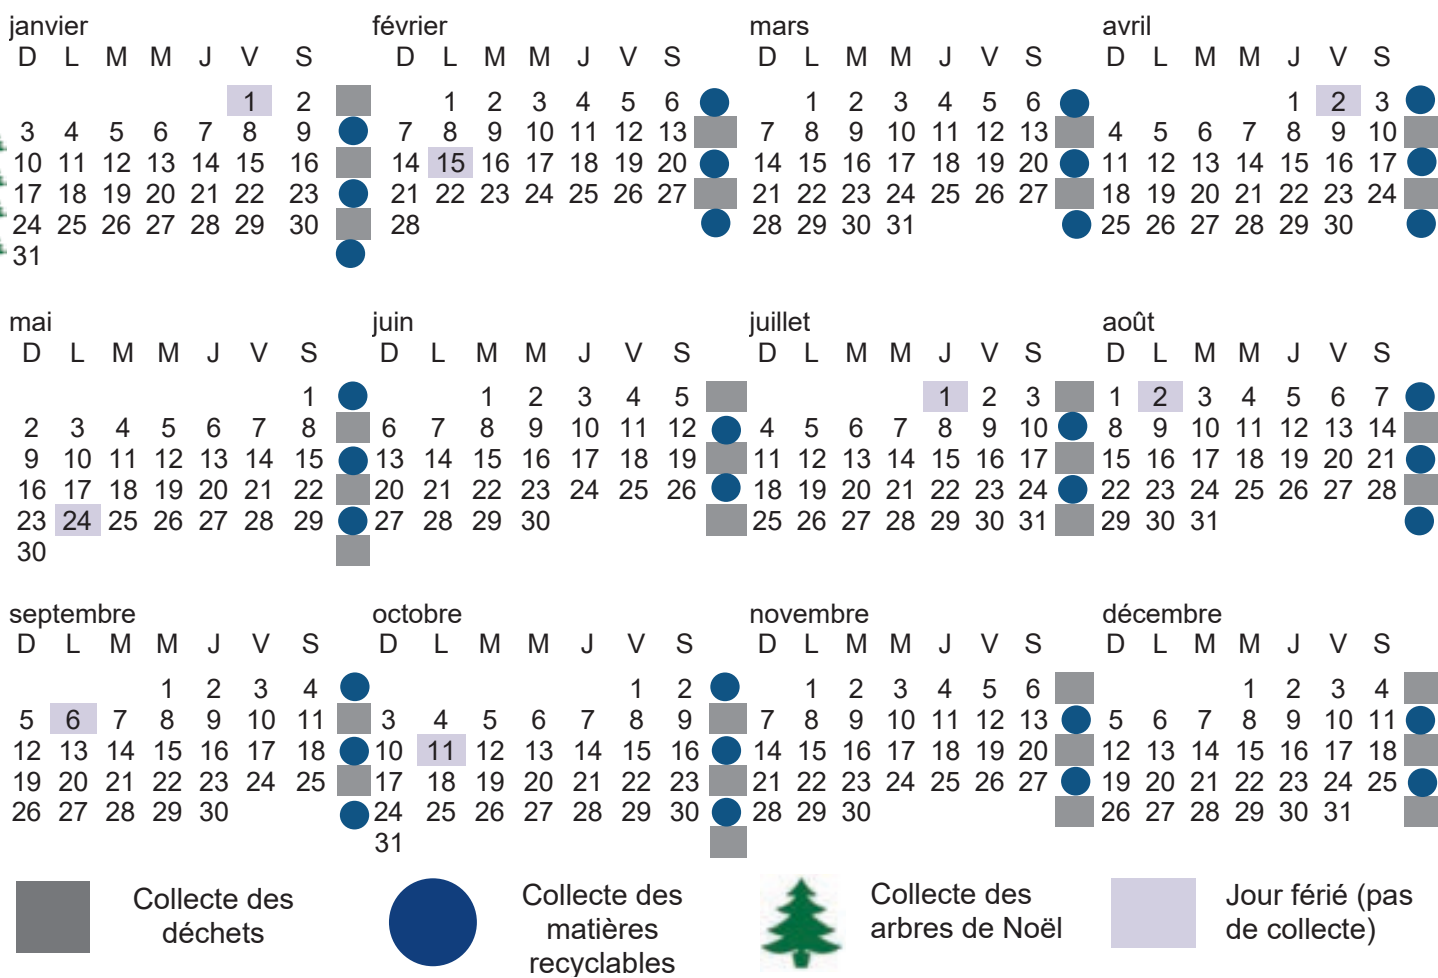 janvier
D L M M J V S
1 2
3 4 5 6 7 8 9
10 11 12 13 14 15 16
17 18 19 20 21 22 23
24 25 26 27 28 29 30
31
février
D L M M J V S
1 2 3 4 5 6
7 8 9 10 11 12 13
14 15 16 17 18 19 20
21 22 23 24 25 26 27
28
mars
D L M M J V S
1 2 3 4 5 6
7 8 9 10 11 12 13
14 15 16 17 18 19 20
21 22 23 24 25 26 27
28 29 30 31
avril
D L M M J V S
1 2 3
4 5 6 7 8 9 10
11 12 13 14 15 16 17
18 19 20 21 22 23 24
25 26 27 28 29 30
mai
D L M M J V S
1
2 3 4 5 6 7 8
9 10 11 12 13 14 15
16 17 18 19 20 21 22
23 24 25 26 27 28 29
30
juin
D L M M J V S
1 2 3 4 5
6 7 8 9 10 11 12
13 14 15 16 17 18 19
20 21 22 23 24 25 26
27 28 29 30
juillet
D L M M J V S
1 2 3
4 5 6 7 8 9 10
11 12 13 14 15 16 17
18 19 20 21 22 23 24
25 26 27 28 29 30 31
août
D L M M J V S
1 2 3 4 5 6 7
8 9 10 11 12 13 14
15 16 17 18 19 20 21
22 23 24 25 26 27 28
29 30 31
septembre
D L M M J V S
1 2 3 4
5 6 7 8 9 10 11
12 13 14 15 16 17 18
19 20 21 22 23 24 25
26 27 28 29 30
octobre
D L M M J V S
1 2
3 4 5 6 7 8 9
10 11 12 13 14 15 16
17 18 19 20 21 22 23
24 25 26 27 28 29 30
31
novembre
D L M M J V S
1 2 3 4 5 6
7 8 9 10 11 12 13
14 15 16 17 18 19 20
21 22 23 24 25 26 27
28 29 30
décembre
D L M M J V S
1 2 3 4
5 6 7 8 9 10 11
12 13 14 15 16 17 18
19 20 21 22 23 24 25
26 27 28 29 30 31
Collecte des
déchets
Collecte des
matières
recyclables
Collecte des
arbres de Noël
Jour férié (pas
de collecte)